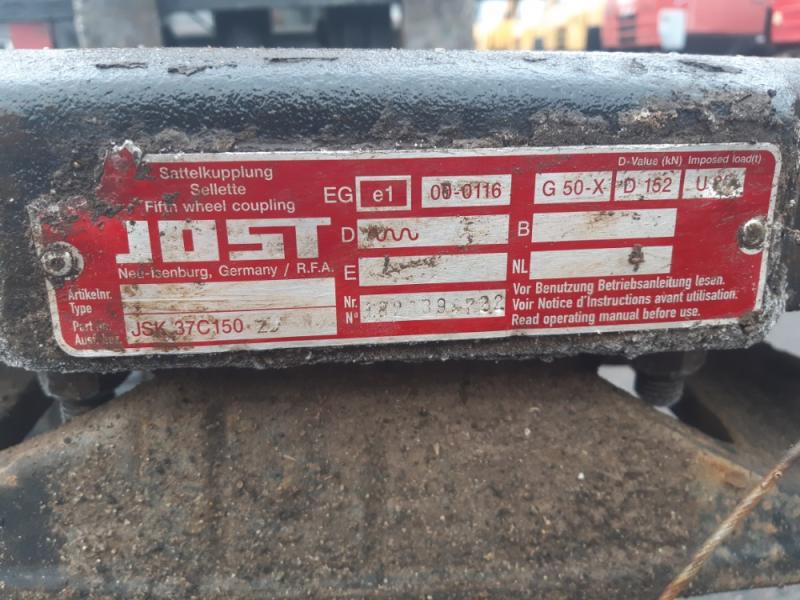 D-Value (kN) Imposed load(t)
Sattelkupplung
Sellette
Fifth wheel coupling
EG e1 00-0116 G 50-X D 152 U
JOST
D B
Neu-Isenburg, Germany / R.F.A.
E NL
Artikelnr.
Type
Part
Ausf.
JSK 37C150
Nr.
N°
Vor Benutzung Betriebsanleitung lesen.
Voir Notice d'Instructions avant utilisation.
Read operating manual before use.